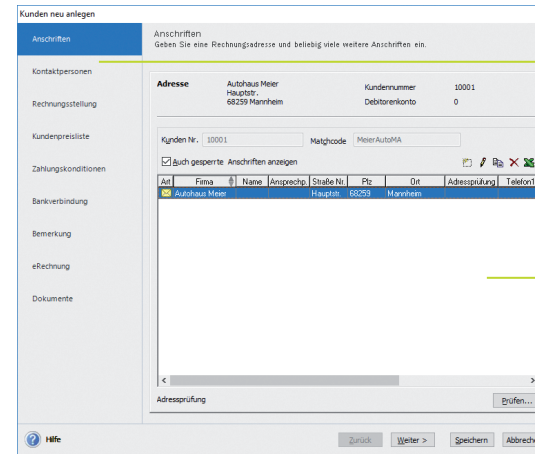 Kunden neu anlegen
Anschriften
Kontaktpersonen
Rechnungsstellung
Kundenpreisliste
Zahlungskonditionen
Bankverbindung
Bemerkung
eRechnung
Dokumente
Anschriften
Geben Sie eine Rechnungsadresse und beliebig viele weitere Anschriften ein.
Adresse Autohaus Meier Kundennummer 10001
Hauptstr. Debitorenkonto 0
68259 Mannheim
Kunden Nr. 10001 Matchcode MeierAutoMA
Auch gesperrte Anschriften anzeigen
Art Firma Name Ansprechp. Straße Nr. Plz Ort Adressprüfung Telefon1
Autohaus Meier Hauptstr. 68259 Mannheim
Adressprüfung Prüfen...
Hilfe Zurück Weiter > Speichern Abbreche